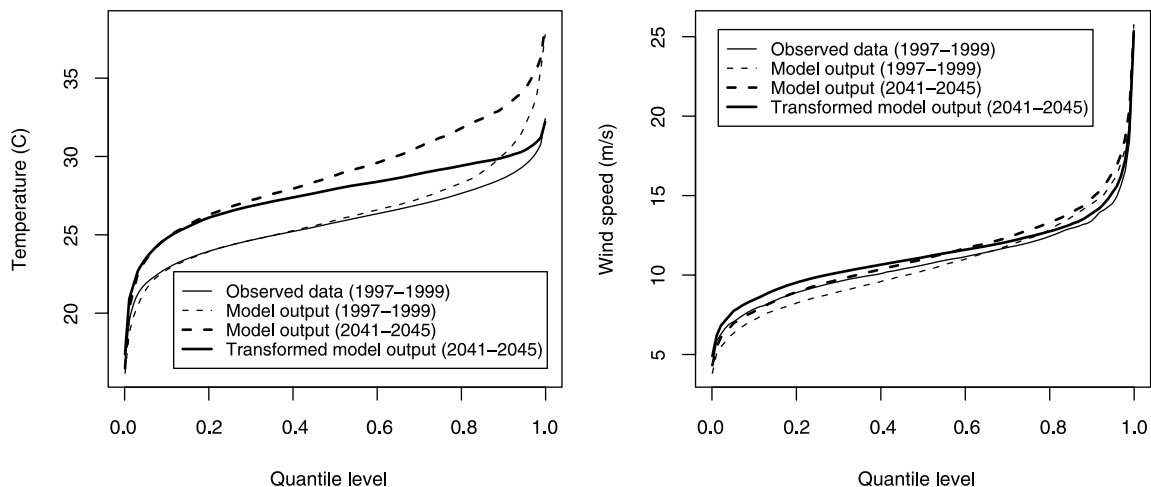 Temperature (C)
35
30
25
20
Observed data (1997–1999)
Model output (1997–1999)
Model output (2041–2045)
Transformed model output (2041–2045)
0.0 0.2 0.4 0.6 0.8 1.0
Quantile level
Wind speed (m/s)
25
20
15
10
5
Observed data (1997–1999)
Model output (1997–1999)
Model output (2041–2045)
Transformed model output (2041–2045)
0.0 0.2 0.4 0.6 0.8 1.0
Quantile level